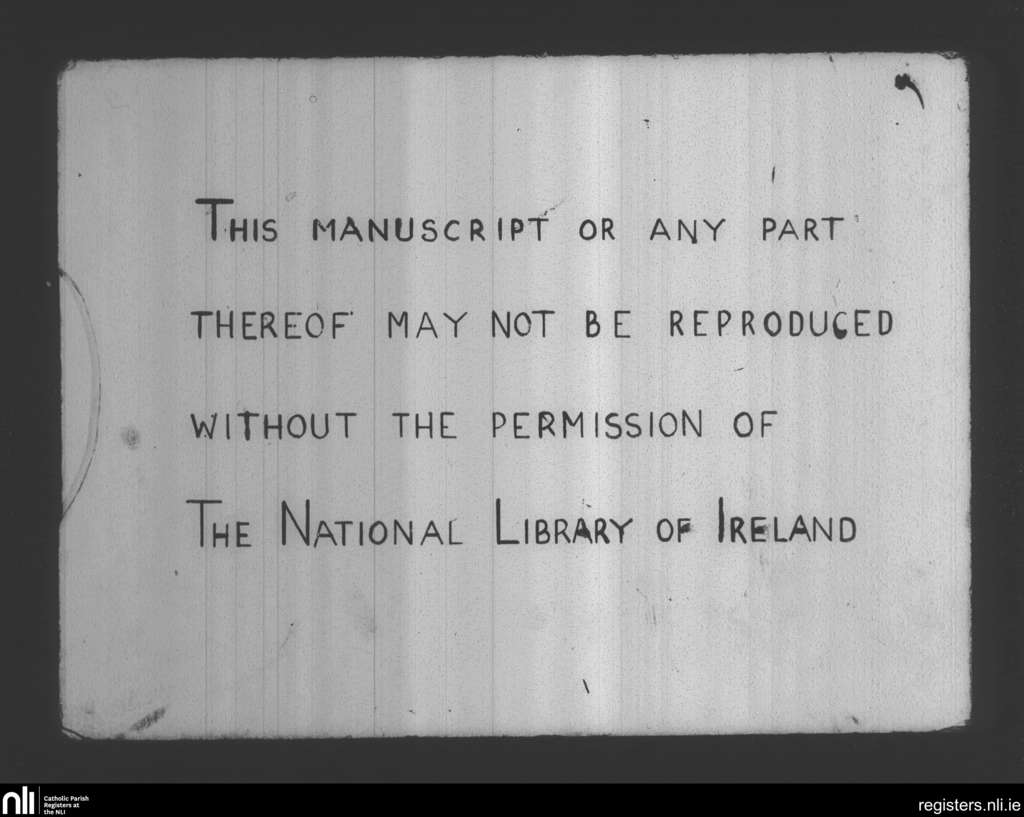 THIS MANUSCRIPT OR ANY PART
THEREOF MAY NOT BE REPRODUCED
WITHOUT THE PERMISSION OF
THE NATIONAL LIBRARY OF IRELAND
nli
Catholic Parish
Registers at
the NLI
registers.nli.ie